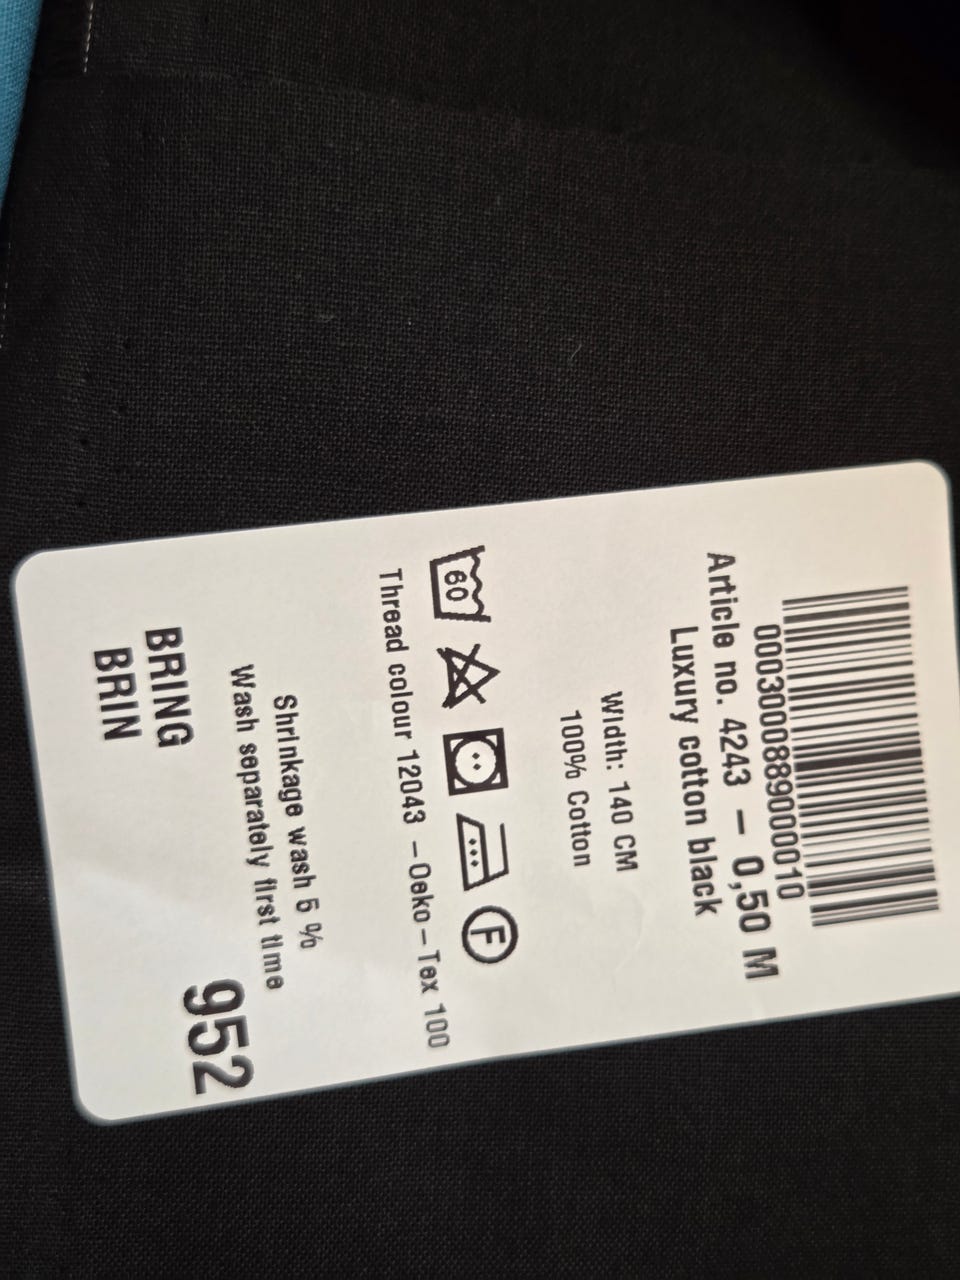 0003000889000010
Article no. 4243 – 0,50 M
Luxury cotton black
Width: 140 CM
100% Cotton
60 F
Thread colour 12043 – Oeko – Tex 100
Shrinkage wash 5 %
Wash separately first time
952
BRING
BRIN